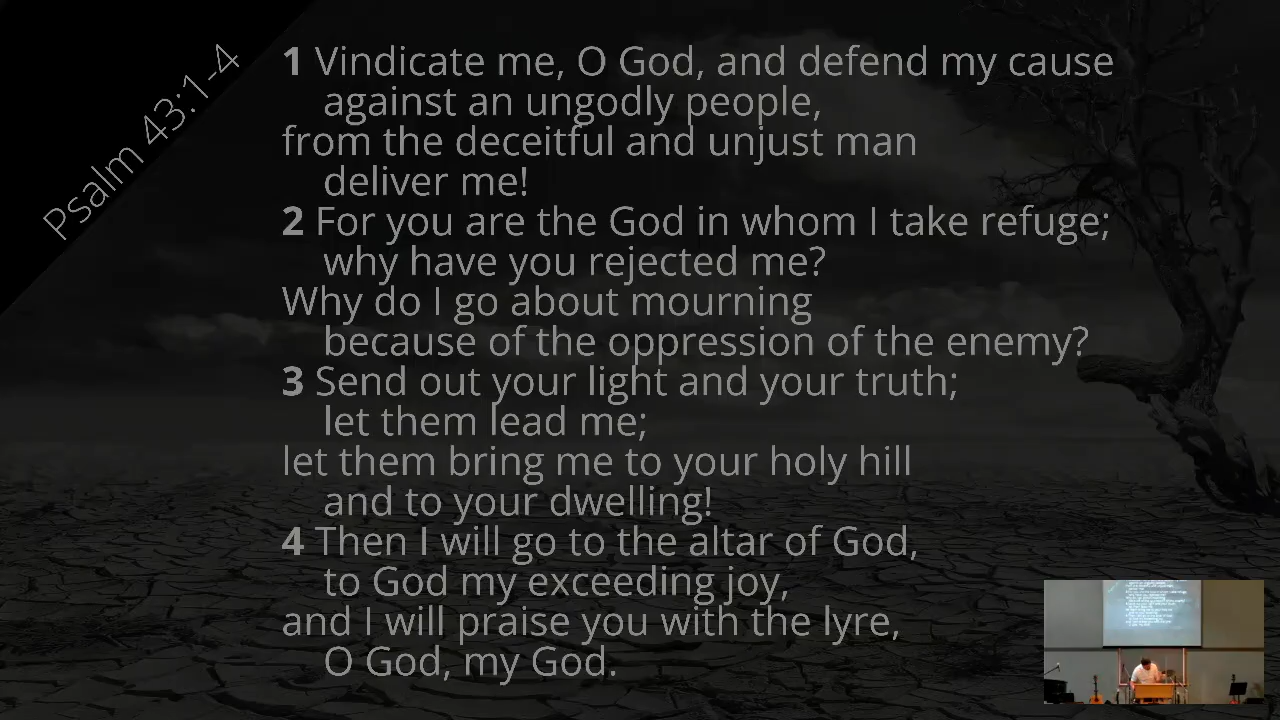 Psalm 43:1-4
1 Vindicate me, O God, and defend my cause
against an ungodly people,
from the deceitful and unjust man
deliver me!
2 For you are the God in whom I take refuge;
why have you rejected me?
Why do I go about mourning
because of the oppression of the enemy?
3 Send out your light and your truth;
let them lead me;
let them bring me to your holy hill
and to your dwelling!
4 Then I will go to the altar of God,
to God my exceeding joy,
and I will praise you with the lyre,
O God, my God.